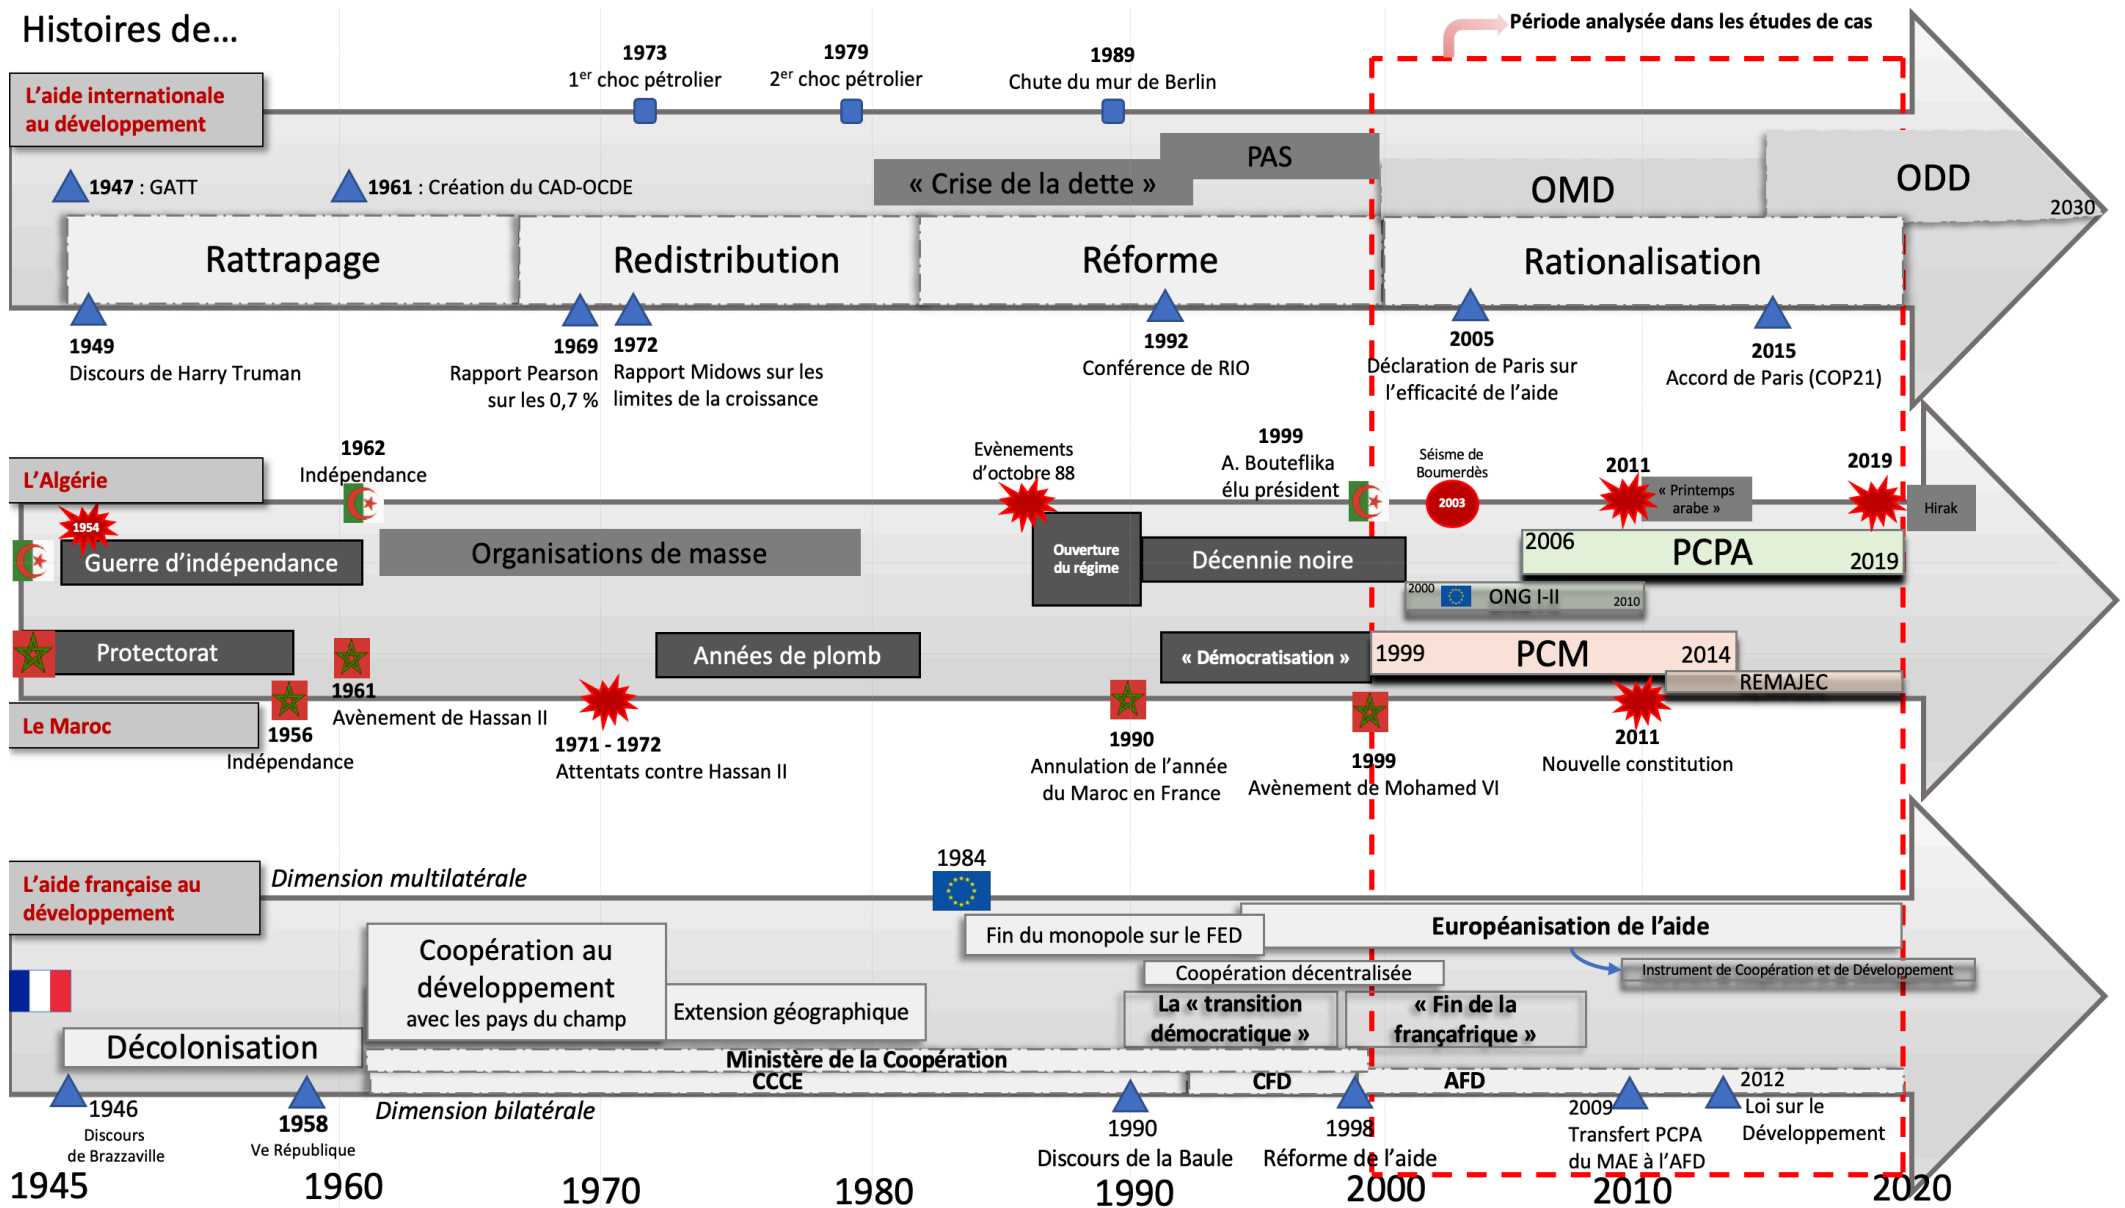 Histoires de...
Période analysée dans les études de cas
L'aide internationale
au développement
1973
1er choc pétrolier
1979
2er choc pétrolier
1989
Chute du mur de Berlin
1947 : GATT
1961 : Création du CAD-OCDE
« Crise de la dette »
PAS
OMD
ODD
2030
Rattrapage
Redistribution
Réforme
Rationalisation
1949
Discours de Harry Truman
1969
Rapport Pearson
sur les 0,7 %
1972
Rapport Midows sur les
limites de la croissance
1992
Conférence de RIO
2005
Déclaration de Paris sur
l'efficacité de l'aide
2015
Accord de Paris (COP21)
L'Algérie
1962
Indépendance
Evènements
d'octobre 88
1999
A. Bouteflika
élu président
Séisme de
Boumerdès
2003
2011
« Printemps
arabe »
2019
Hirak
1954
Guerre d'indépendance
Organisations de masse
Ouverture
du régime
Décennie noire
2006
PCPA
2019
2000
ONG I-II
2010
Protectorat
Années de plomb
« Démocratisation »
1999
PCM
2014
REMAJEC
Le Maroc
1956
Indépendance
1961
Avènement de Hassan II
1971 - 1972
Attentats contre Hassan II
1990
Annulation de l'année
du Maroc en France
1999
Avènement de Mohamed VI
2011
Nouvelle constitution
L'aide française au
développement
Dimension multilatérale
1984
Fin du monopole sur le FED
Européanisation de l'aide
Coopération décentralisée
Instrument de Coopération et de Développement
Coopération au
développement
avec les pays du champ
Extension géographique
La « transition
démocratique »
« Fin de la
françafrique »
Décolonisation
Ministère de la Coopération
CCCE
CFD
AFD
Dimension bilatérale
1946
Discours
de Brazzaville
1958
Ve République
1990
Discours de la Baule
1998
Réforme de l'aide
2009
Transfert PCPA
du MAE à l'AFD
2012
Loi sur le
Développement
1945
1960
1970
1980
1990
2000
2010
2020